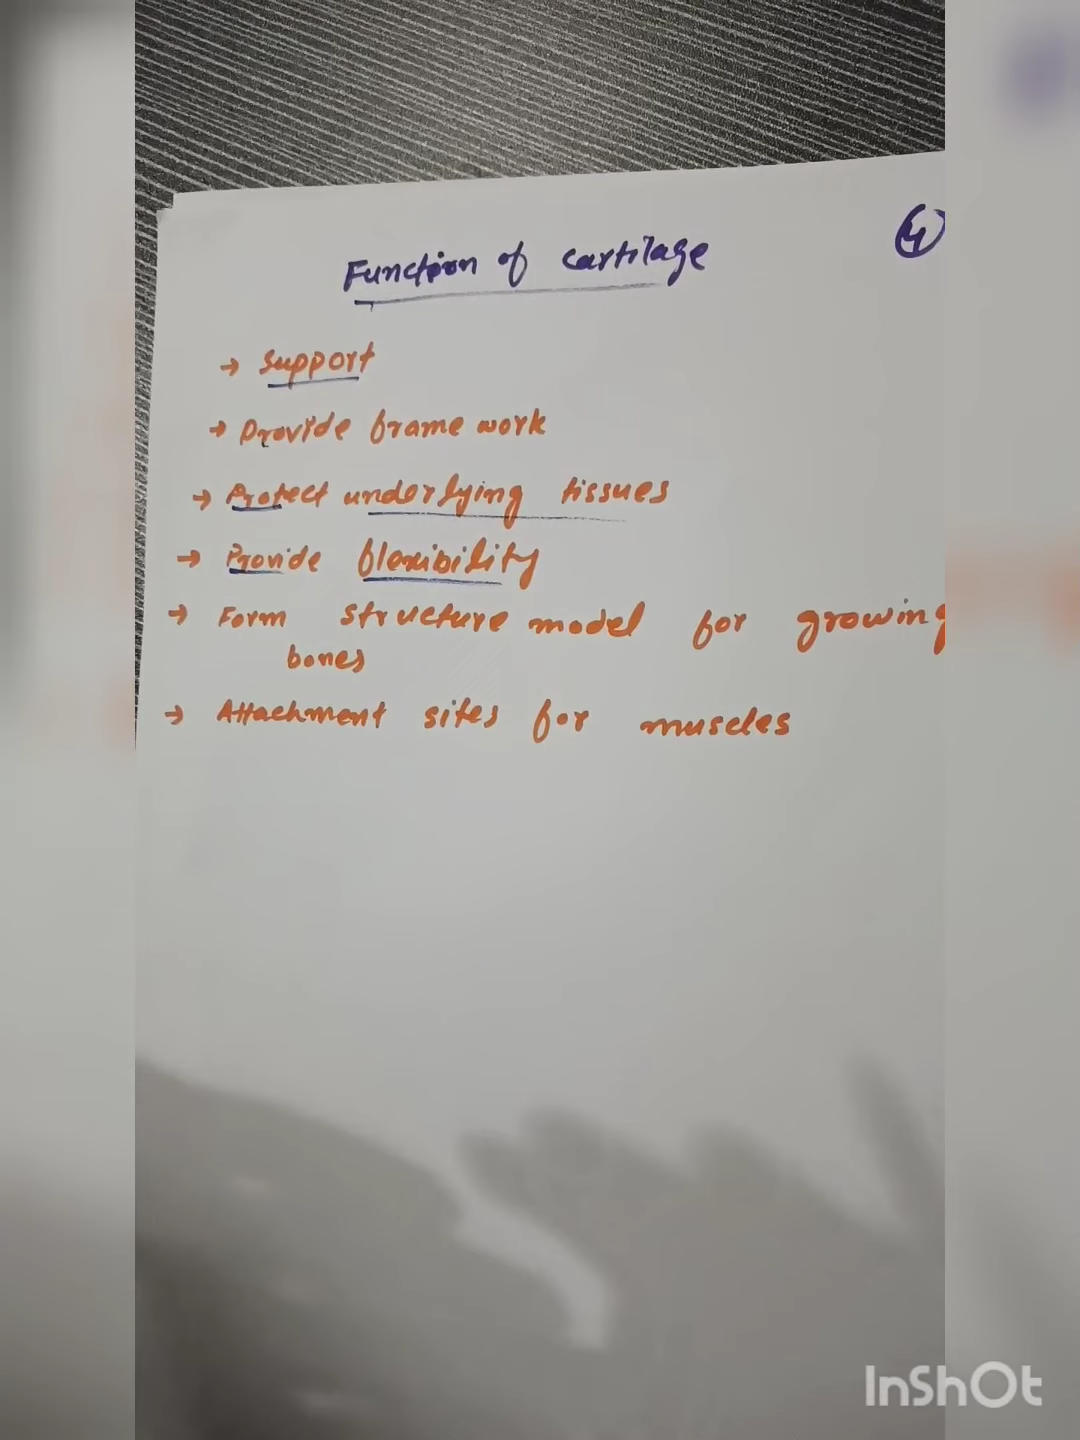 Function of cartilage
4
→ Support
→ Provide frame work
→ Protect underlying tissues
→ Provide flexibility
→ Form structure model for growing
bones
→ Attachment sites for muscles
InShOt